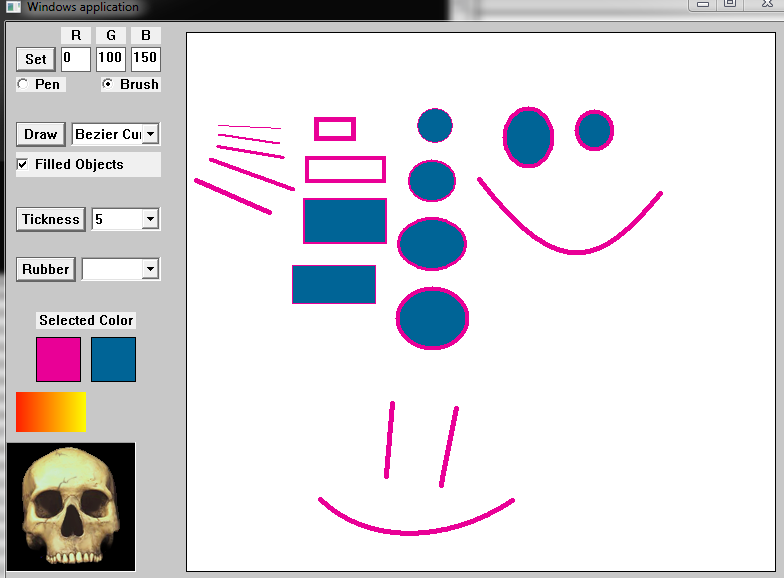 Windows application
R G B
Set 0 100 150
Pen Brush
Draw Bezier Cu
Filled Objects
Tickness 5
Rubber
Selected Color